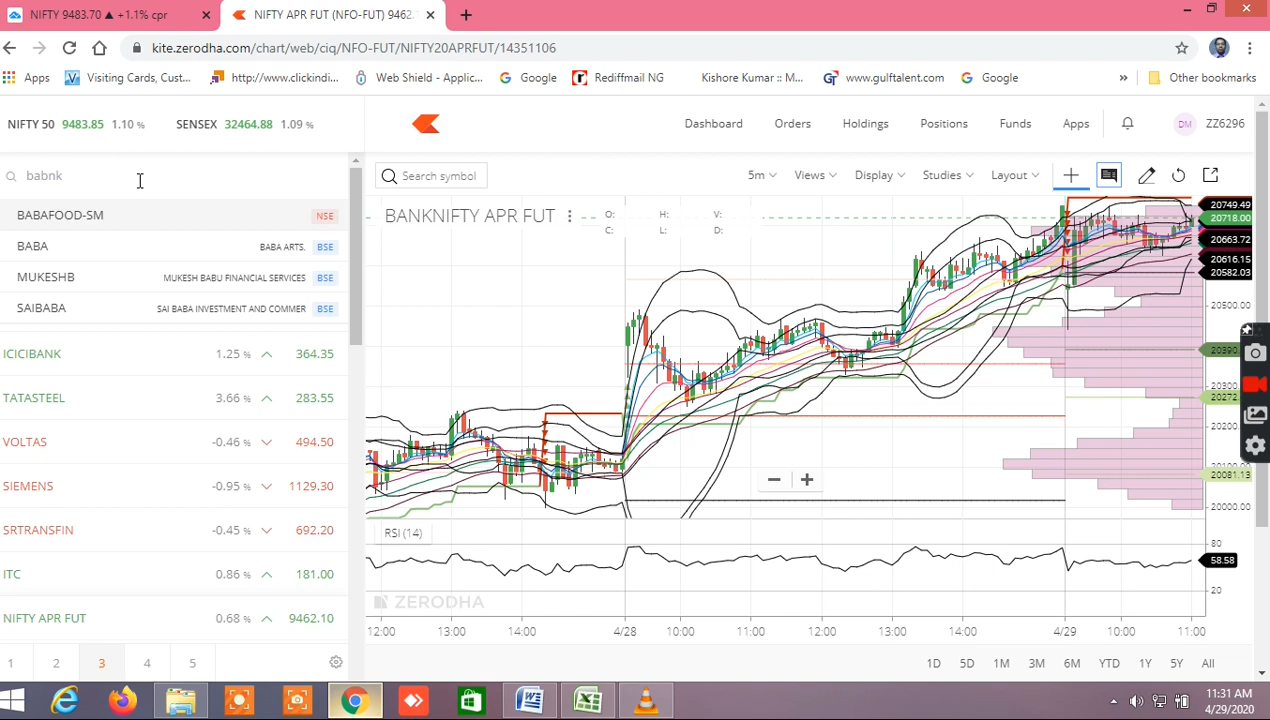 NIFTY 9483.70 ▲ +1.1% cpr
NIFTY APR FUT (NFO-FUT) 9462.
kite.zerodha.com/chart/web/ciq/NFO-FUT/NIFTY20APRFUT/14351106
Apps Visiting Cards, Cust... http://www.clickindi... Web Shield - Applic... Google Rediffmail NG Kishore Kumar :: M... www.gulftalent.com Google » Other bookmarks
NIFTY 50 9483.85 1.10 % SENSEX 32464.88 1.09 %
Dashboard Orders Holdings Positions Funds Apps DM ZZ6296
babnk
Search symbol 5m Views Display Studies Layout
BABAFOOD-SM NSE
BABA BABA ARTS. BSE
MUKESHB MUKESH BABU FINANCIAL SERVICES BSE
SAIBABA SAI BABA INVESTMENT AND COMMER BSE
ICICIBANK 1.25 % 364.35
TATASTEEL 3.66 % 283.55
VOLTAS -0.46 % 494.50
SIEMENS -0.95 % 1129.30
SRTRANSFIN -0.45 % 692.20
ITC 0.86 % 181.00
NIFTY APR FUT 0.68 % 9462.10
1 2 3 4 5
BANKNIFTY APR FUT
O: H: V:
C: L: D:
20749.49
20718.00
20663.72
20616.15
20582.03
20500.00
20390
20300
20272
20200
20100
20081.13
20000.00
RSI (14)
80
58.58
20
ZERODHA
12:00 13:00 14:00 4/28 10:00 11:00 12:00 13:00 14:00 4/29 10:00 11:00
1D 5D 1M 3M 6M YTD 1Y 5Y All
11:31 AM
4/29/2020